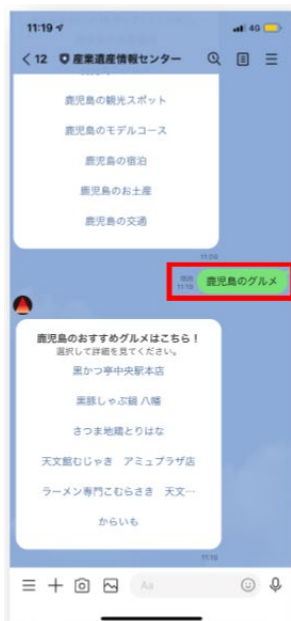 11:19
4G
12 産業遺産情報センター
鹿児島の観光スポット
鹿児島のモデルコース
鹿児島の宿泊
鹿児島のお土産
鹿児島の交通
既読
11:19
鹿児島のグルメ
鹿児島のおすすめグルメはこちら！
選択して詳細を見てください。
黒かつ亭中央駅本店
黒豚しゃぶ鍋 八幡
さつま地鶏とりはな
天文館むじゃき アミュプラザ店
ラーメン専門こむらさき 天文…
からいも
11:19
Aa